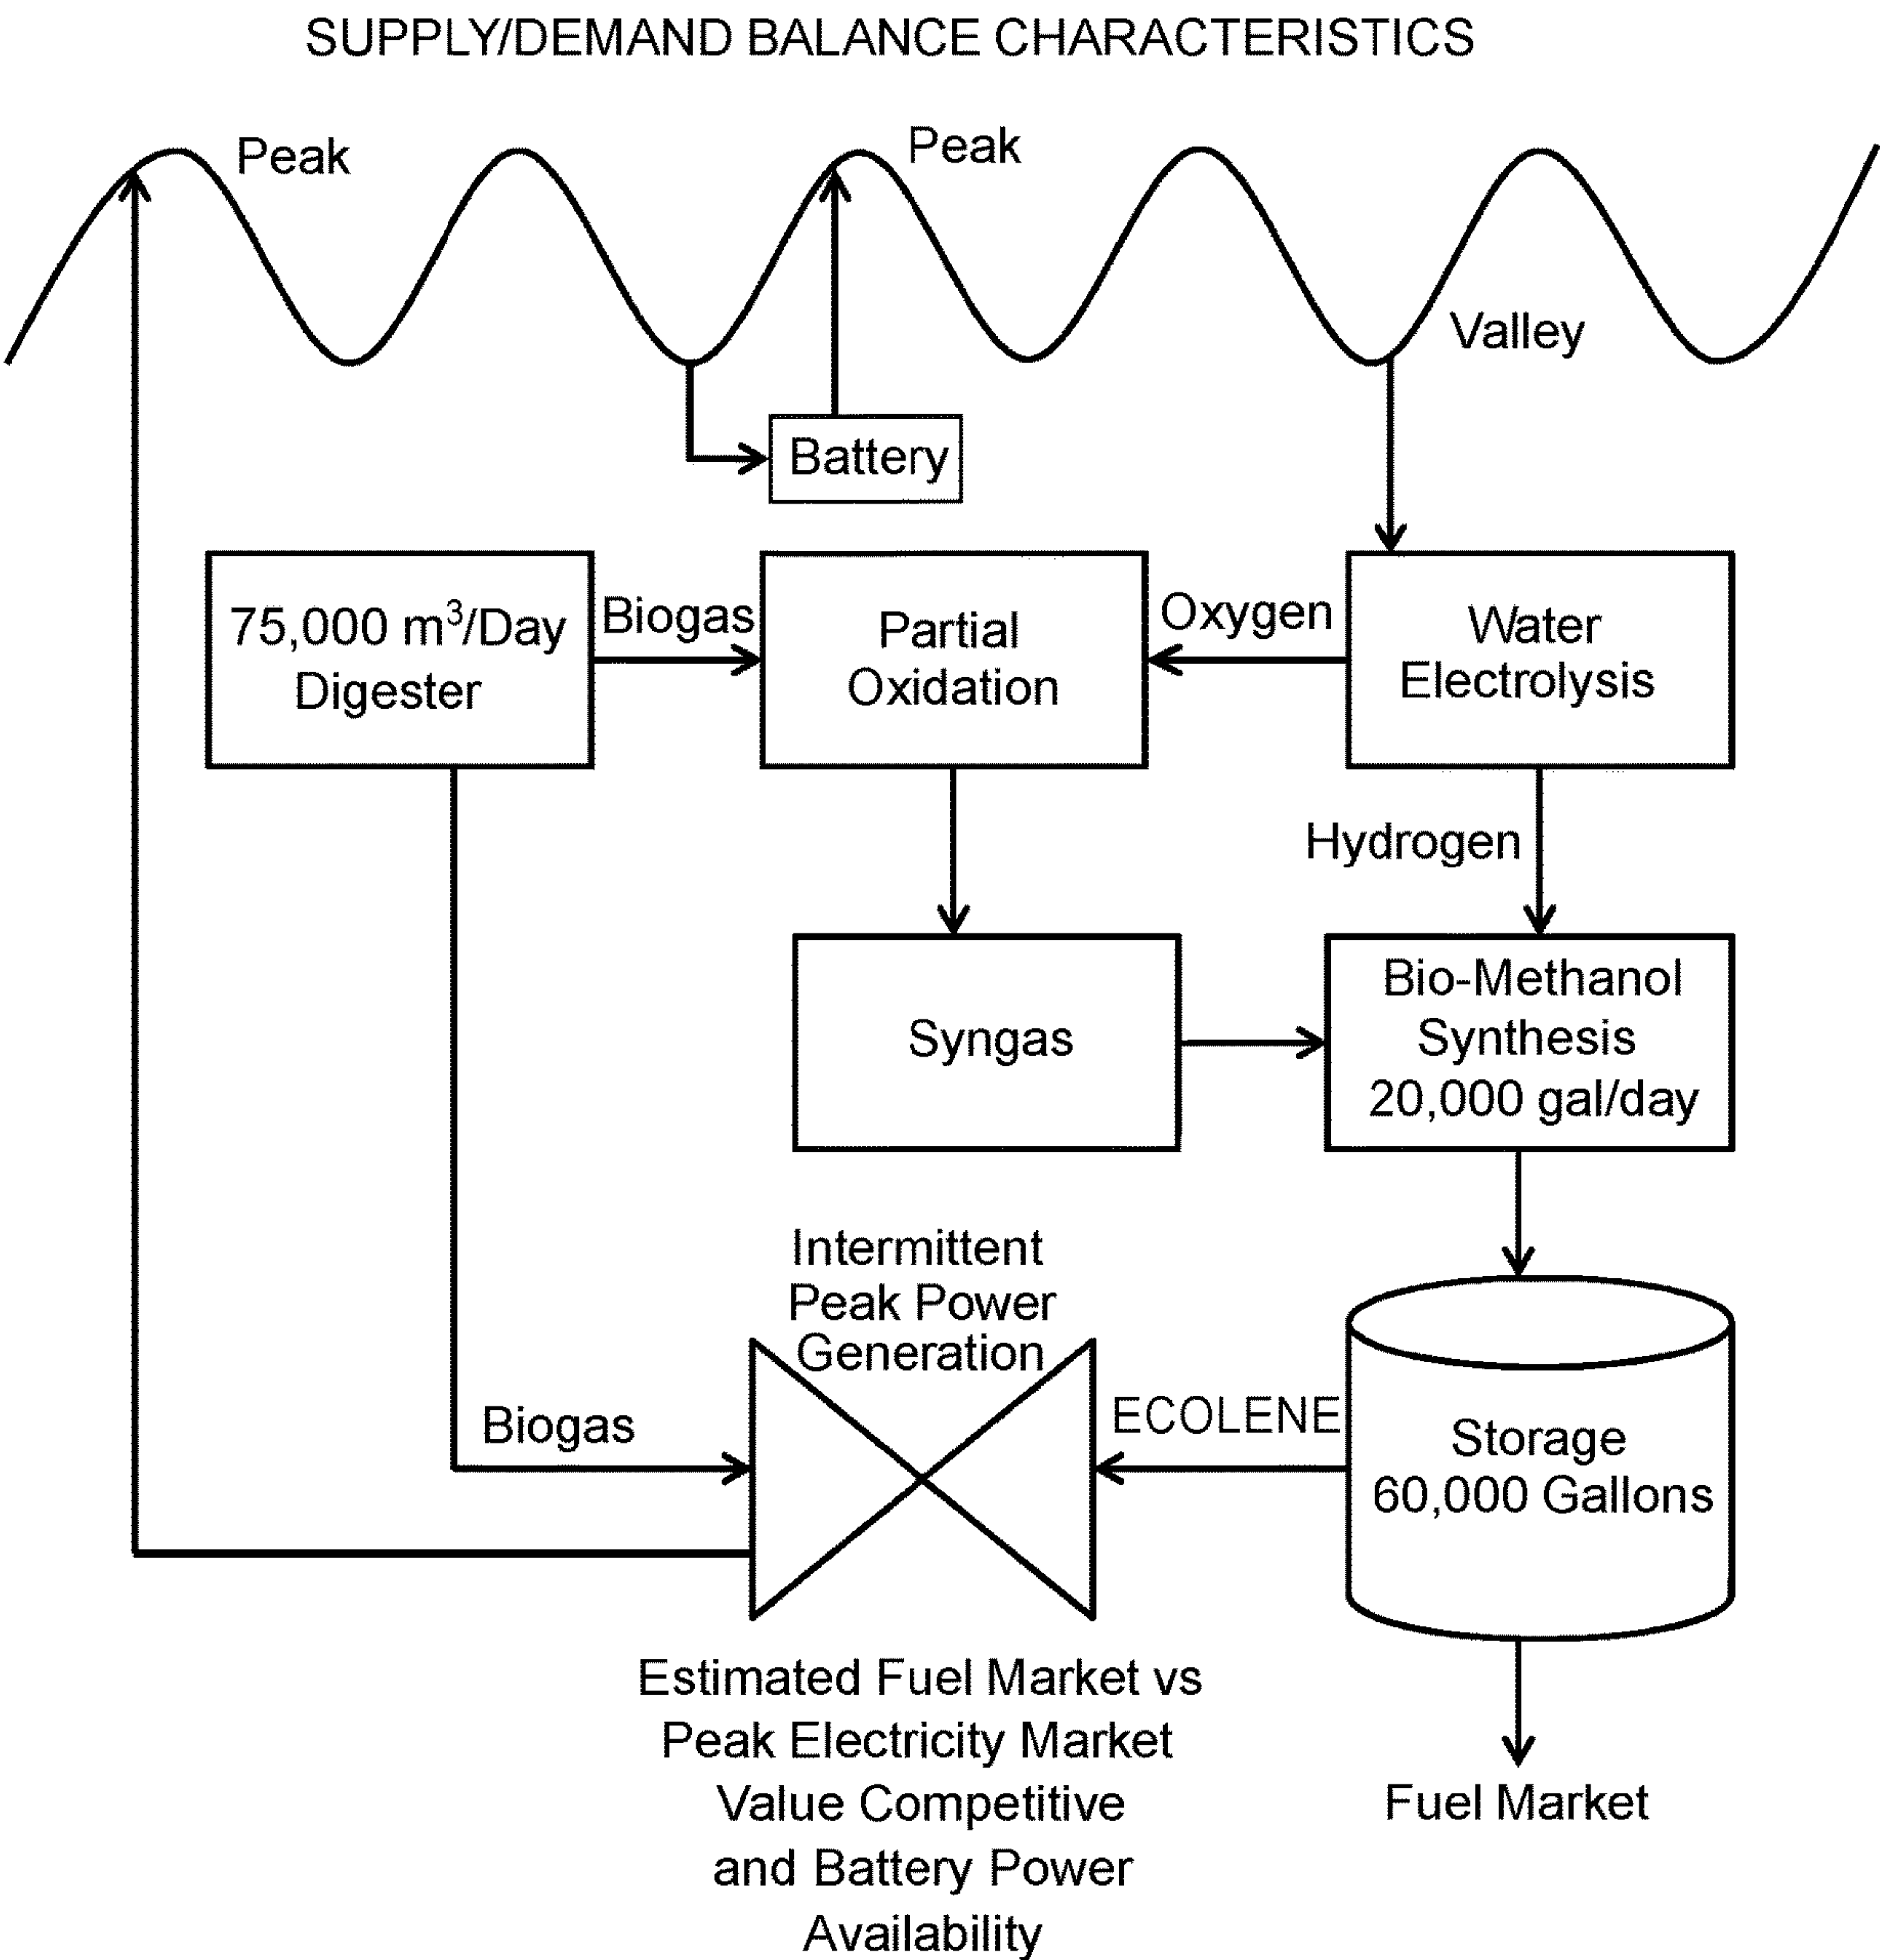 SUPPLY/DEMAND BALANCE CHARACTERISTICS
Peak
Peak
Valley
Battery
75,000 m³/Day
Digester
Biogas
Partial
Oxidation
Oxygen
Water
Electrolysis
Hydrogen
Syngas
Bio-Methanol
Synthesis
20,000 gal/day
Intermittent
Peak Power
Generation
Biogas
ECOLENE
Storage
60,000 Gallons
Estimated Fuel Market vs
Peak Electricity Market
Value Competitive
and Battery Power
Availability
Fuel Market